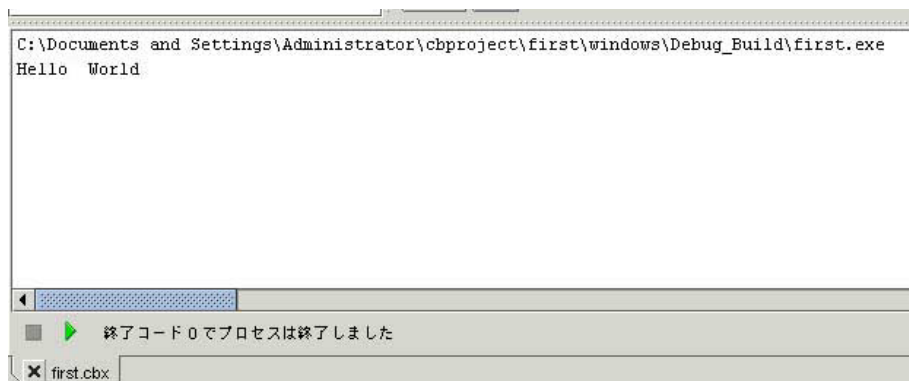 C:\Documents and Settings\Administrator\cbproject\first\windows\Debug_Build\first.exe
Hello  World
終了コード 0 でプロセスは終了しました
first.cbx